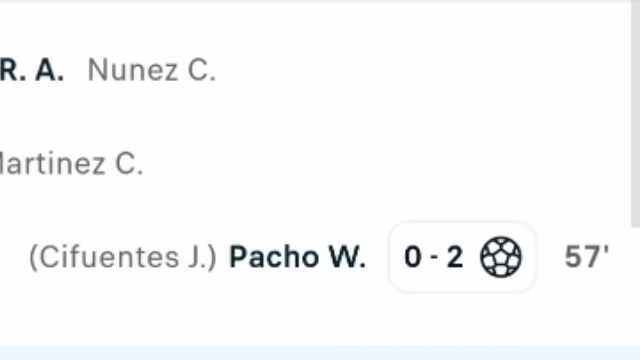 R. A. Nunez C.
Martinez C.
(Cifuentes J.) Pacho W. 0 - 2 57'